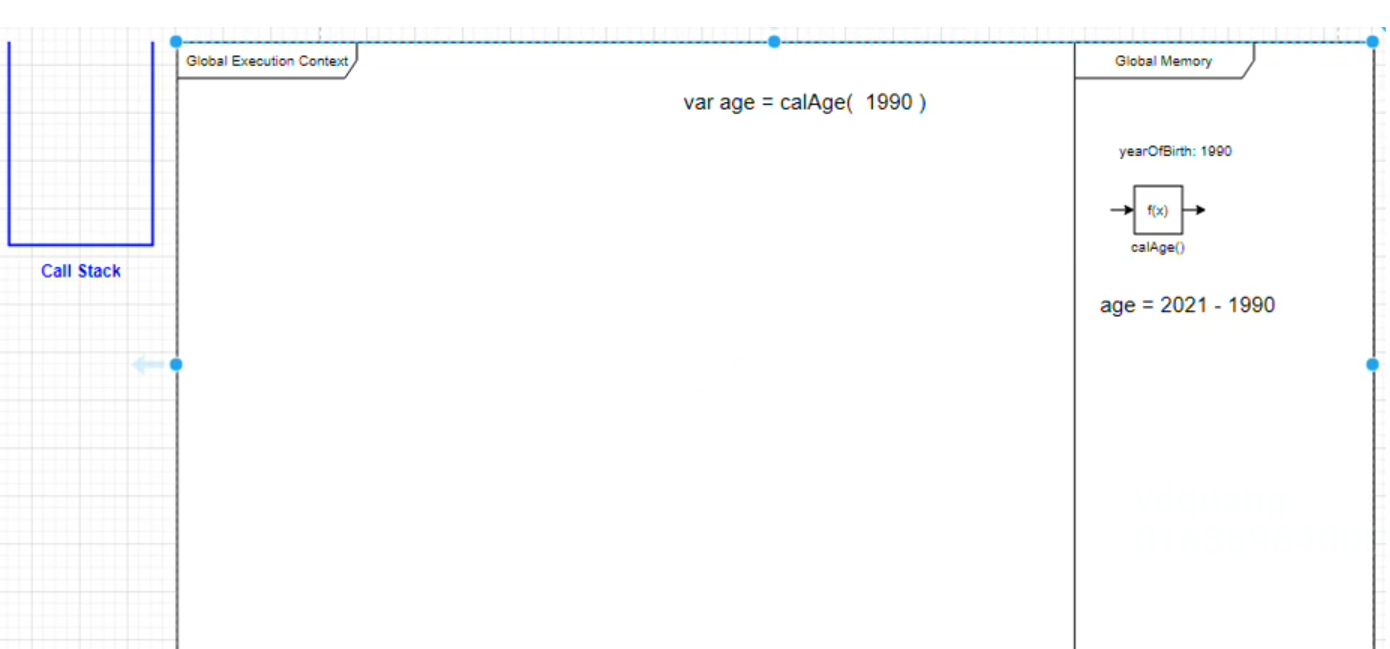 Global Execution Context
Global Memory
var age = calAge(  1990 )
yearOfBirth: 1990
f(x)
calAge()
Call Stack
age = 2021 - 1990